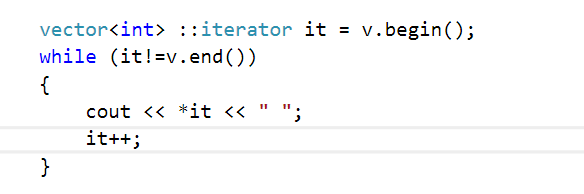 vector<int> ::iterator it = v.begin();
while (it!=v.end())
{
    cout << *it << " ";
    it++;
}